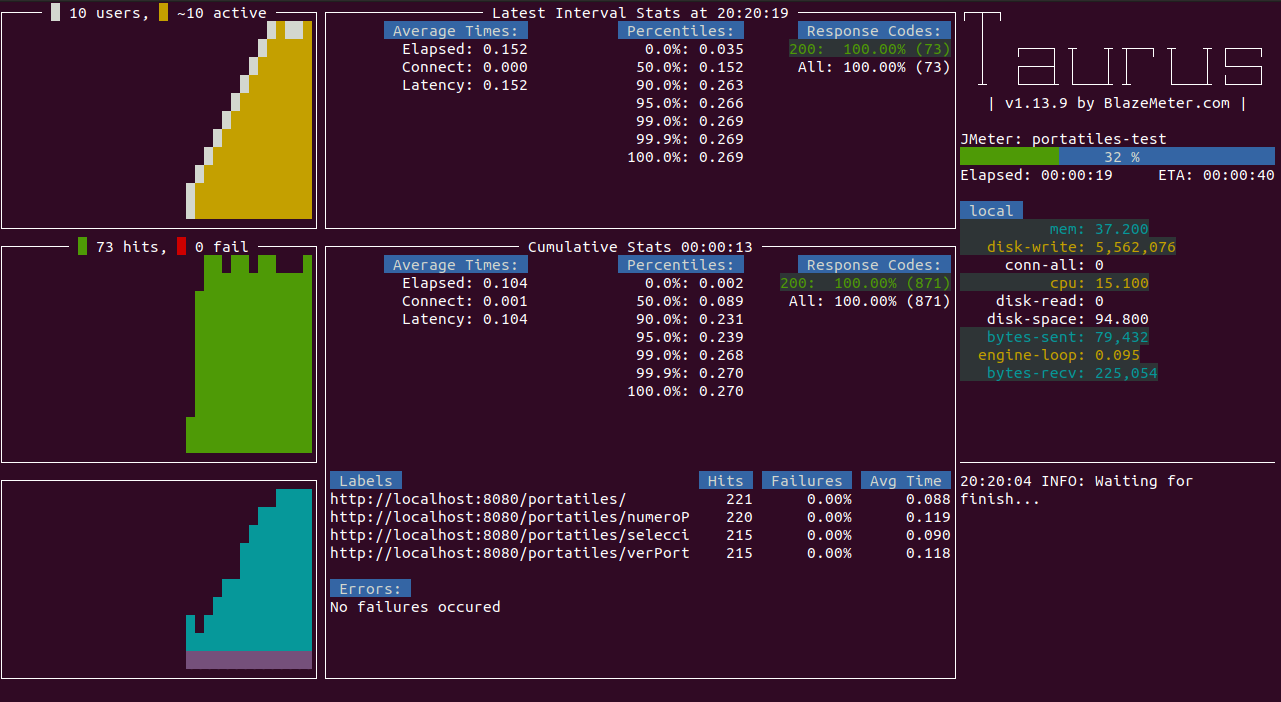 10 users, ~10 active
73 hits, 0 fail
Latest Interval Stats at 20:20:19
Average Times: Percentiles: Response Codes:
Elapsed: 0.152 0.0%: 0.035 200: 100.00% (73)
Connect: 0.000 50.0%: 0.152 All: 100.00% (73)
Latency: 0.152 90.0%: 0.263
95.0%: 0.266
99.0%: 0.269
99.9%: 0.269
100.0%: 0.269
Cumulative Stats 00:00:13
Average Times: Percentiles: Response Codes:
Elapsed: 0.104 0.0%: 0.002 200: 100.00% (871)
Connect: 0.001 50.0%: 0.089 All: 100.00% (871)
Latency: 0.104 90.0%: 0.231
95.0%: 0.239
99.0%: 0.268
99.9%: 0.270
100.0%: 0.270
Labels Hits Failures Avg Time
http://localhost:8080/portatiles/ 221 0.00% 0.088
http://localhost:8080/portatiles/numeroP 220 0.00% 0.119
http://localhost:8080/portatiles/selecci 215 0.00% 0.090
http://localhost:8080/portatiles/verPort 215 0.00% 0.118
Errors:
No failures occured
Taurus
| v1.13.9 by BlazeMeter.com |
JMeter: portatiles-test
32 %
Elapsed: 00:00:19 ETA: 00:00:40
local
mem: 37.200
disk-write: 5,562,076
conn-all: 0
cpu: 15.100
disk-read: 0
disk-space: 94.800
bytes-sent: 79,432
engine-loop: 0.095
bytes-recv: 225,054
20:20:04 INFO: Waiting for
finish...